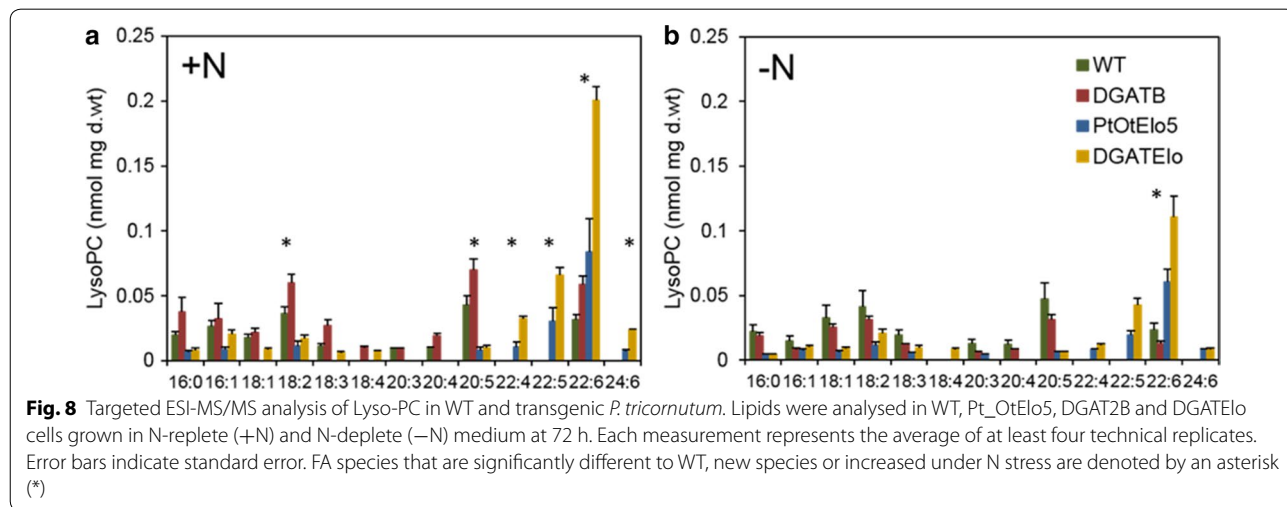 a
b
0.25
0.2
0.15
0.1
0.05
0
LysoPC (nmol mg d.wt)
+N
*
*
*
*
*
*
16:0 16:1 18:1 18:2 18:3 18:4 20:3 20:4 20:5 22:4 22:5 22:6 24:6
0.25
0.2
0.15
0.1
0.05
0
LysoPC (nmol mg d.wt)
-N
WT
DGATB
PtOtElo5
DGATElo
*
16:0 16:1 18:1 18:2 18:3 18:4 20:3 20:4 20:5 22:4 22:5 22:6 24:6
Fig. 8 Targeted ESI-MS/MS analysis of Lyso-PC in WT and transgenic P. tricornutum. Lipids were analysed in WT, Pt_OtElo5, DGAT2B and DGATElo
cells grown in N-replete (+N) and N-deplete (−N) medium at 72 h. Each measurement represents the average of at least four technical replicates.
Error bars indicate standard error. FA species that are significantly different to WT, new species or increased under N stress are denoted by an asterisk
(*)